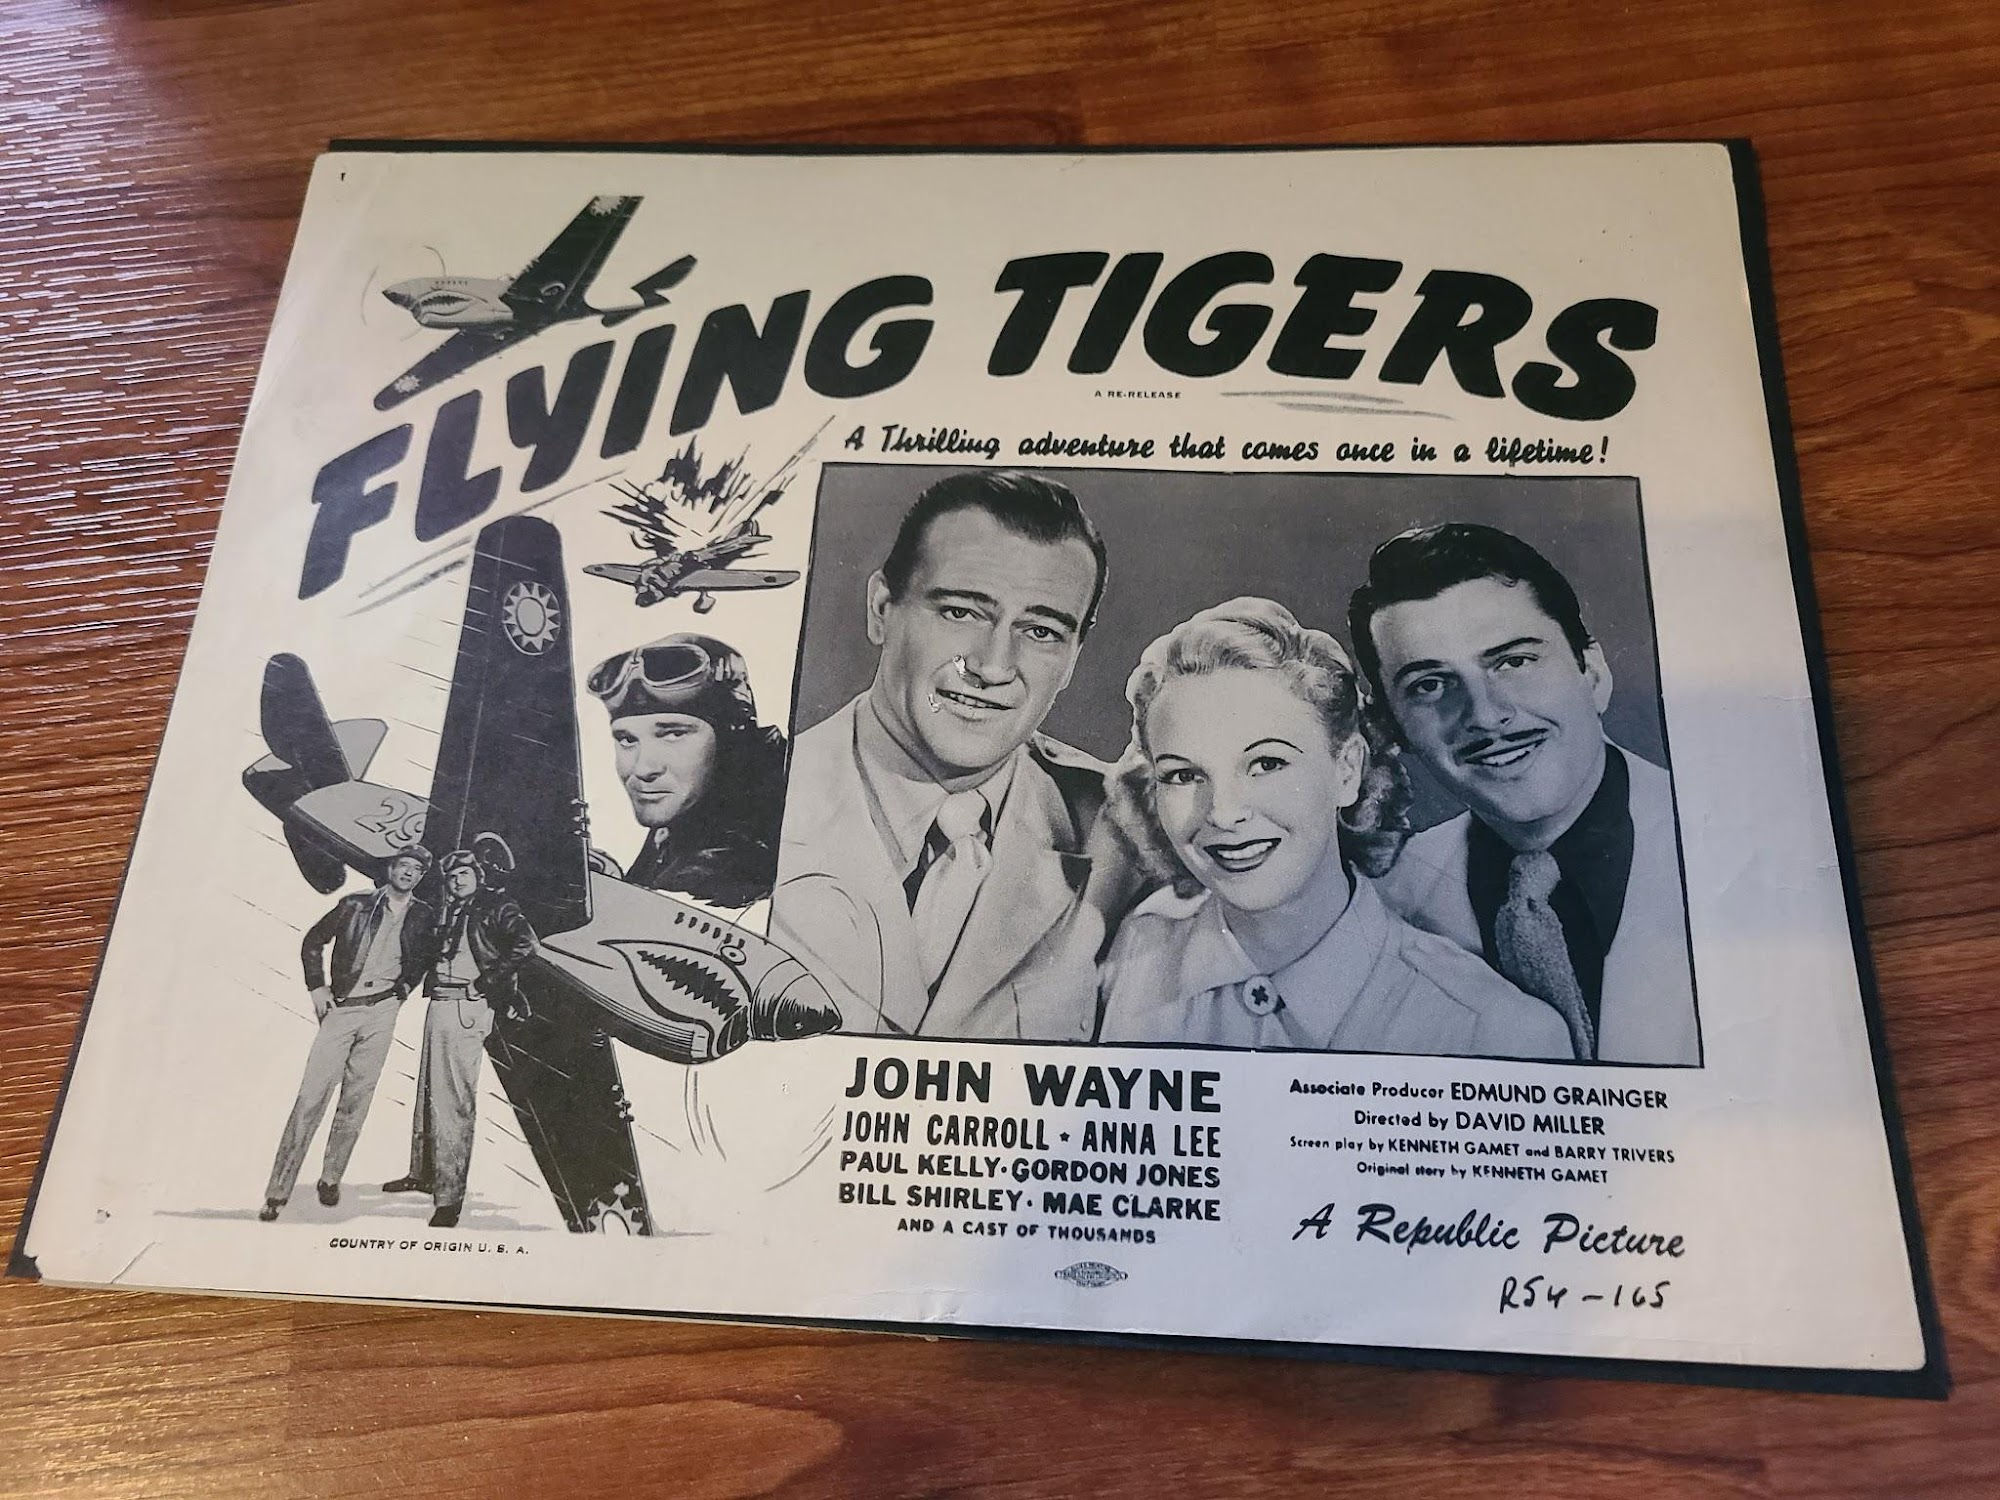 FLYING TIGERS
A RE-RELEASE
A Thrilling adventure that comes once in a lifetime!
29
JOHN WAYNE
JOHN CARROLL * ANNA LEE
PAUL KELLY · GORDON JONES
BILL SHIRLEY · MAE CLARKE
AND A CAST OF THOUSANDS
Associate Producer EDMUND GRAINGER
Directed by DAVID MILLER
Screen play by KENNETH GAMET and BARRY TRIVERS
Original story by KENNETH GAMET
A Republic Picture
COUNTRY OF ORIGIN U. S. A.
R54-165